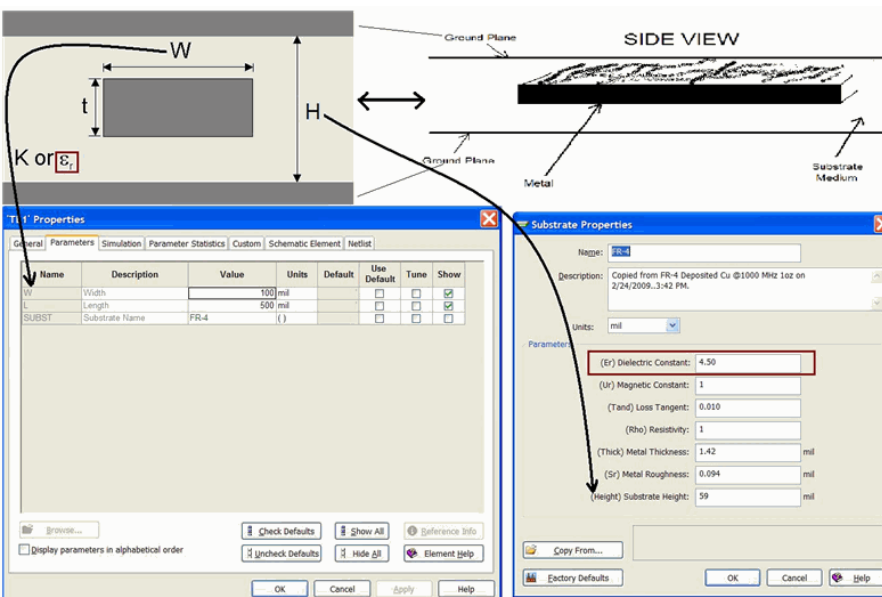 W
t
H
K or εr
Ground Plane
SIDE VIEW
Ground Plane
Metal
Substrate
Medium
'TL1' Properties
General Parameters Simulation Parameter Statistics Custom Schematic Element Netlist
Name Description Value Units Default Use Default Tune Show
W Width 100 mil
L Length 500 mil
SUBST Substrate Name FR-4 ( )
Browse...
Display parameters in alphabetical order
Check Defaults Show All Reference Info
Uncheck Defaults Hide All Element Help
OK Cancel Apply Help
Substrate Properties
Name: FR-4
Description: Copied from FR-4 Deposited Cu @1000 MHz 1oz on
2/24/2009..3:42 PM.
Units: mil
Parameters
(Er) Dielectric Constant: 4.50
(Ur) Magnetic Constant: 1
(Tand) Loss Tangent: 0.010
(Rho) Resistivity: 1
(Thick) Metal Thickness: 1.42 mil
(Sr) Metal Roughness: 0.094 mil
(Height) Substrate Height: 59 mil
Copy From...
Factory Defaults OK Cancel Help